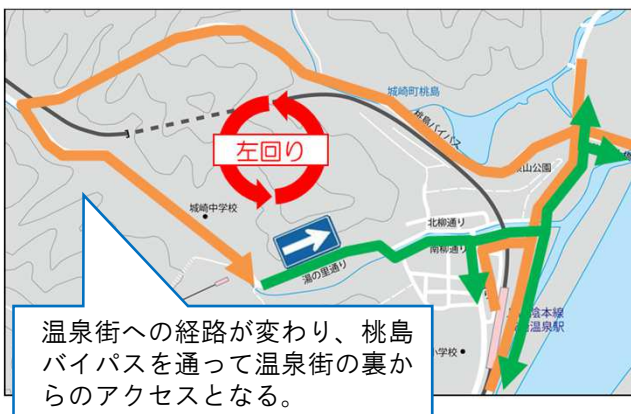 城崎町桃島
桃島バイパス
左回り
山公園
城崎中学校
北柳通り
南柳通り
湯の里通り
陰本線
温泉駅
小学校
温泉街への経路が変わり、桃島
バイパスを通って温泉街の裏か
らのアクセスとなる。